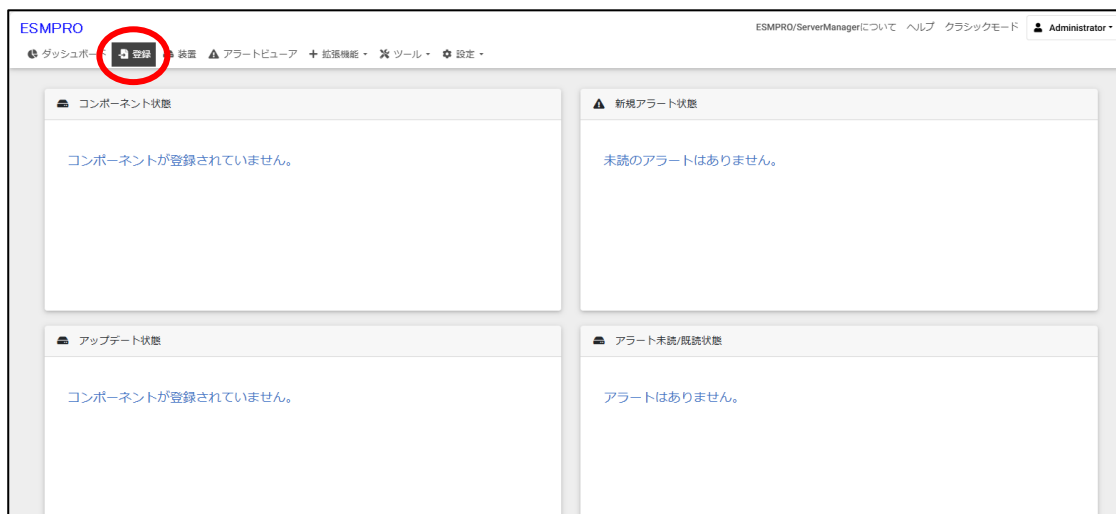 ESMPRO
ESMPRO/ServerManagerについて ヘルプ クラシックモード Administrator
ダッシュボード 登録 装置 アラートビューア 拡張機能 ツール 設定
コンポーネント状態
コンポーネントが登録されていません。
新規アラート状態
未読のアラートはありません。
アップデート状態
コンポーネントが登録されていません。
アラート未読/既読状態
アラートはありません。